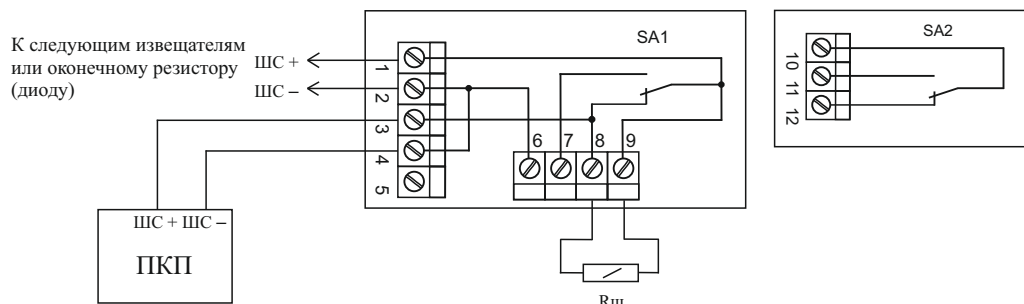 К следующим извещателям
или оконечному резистору
(диоду)
ШС +
ШС –
1
2
3
4
5
SA1
6 7 8 9
SA2
10
11
12
ШС + ШС –
ПКП
Rш